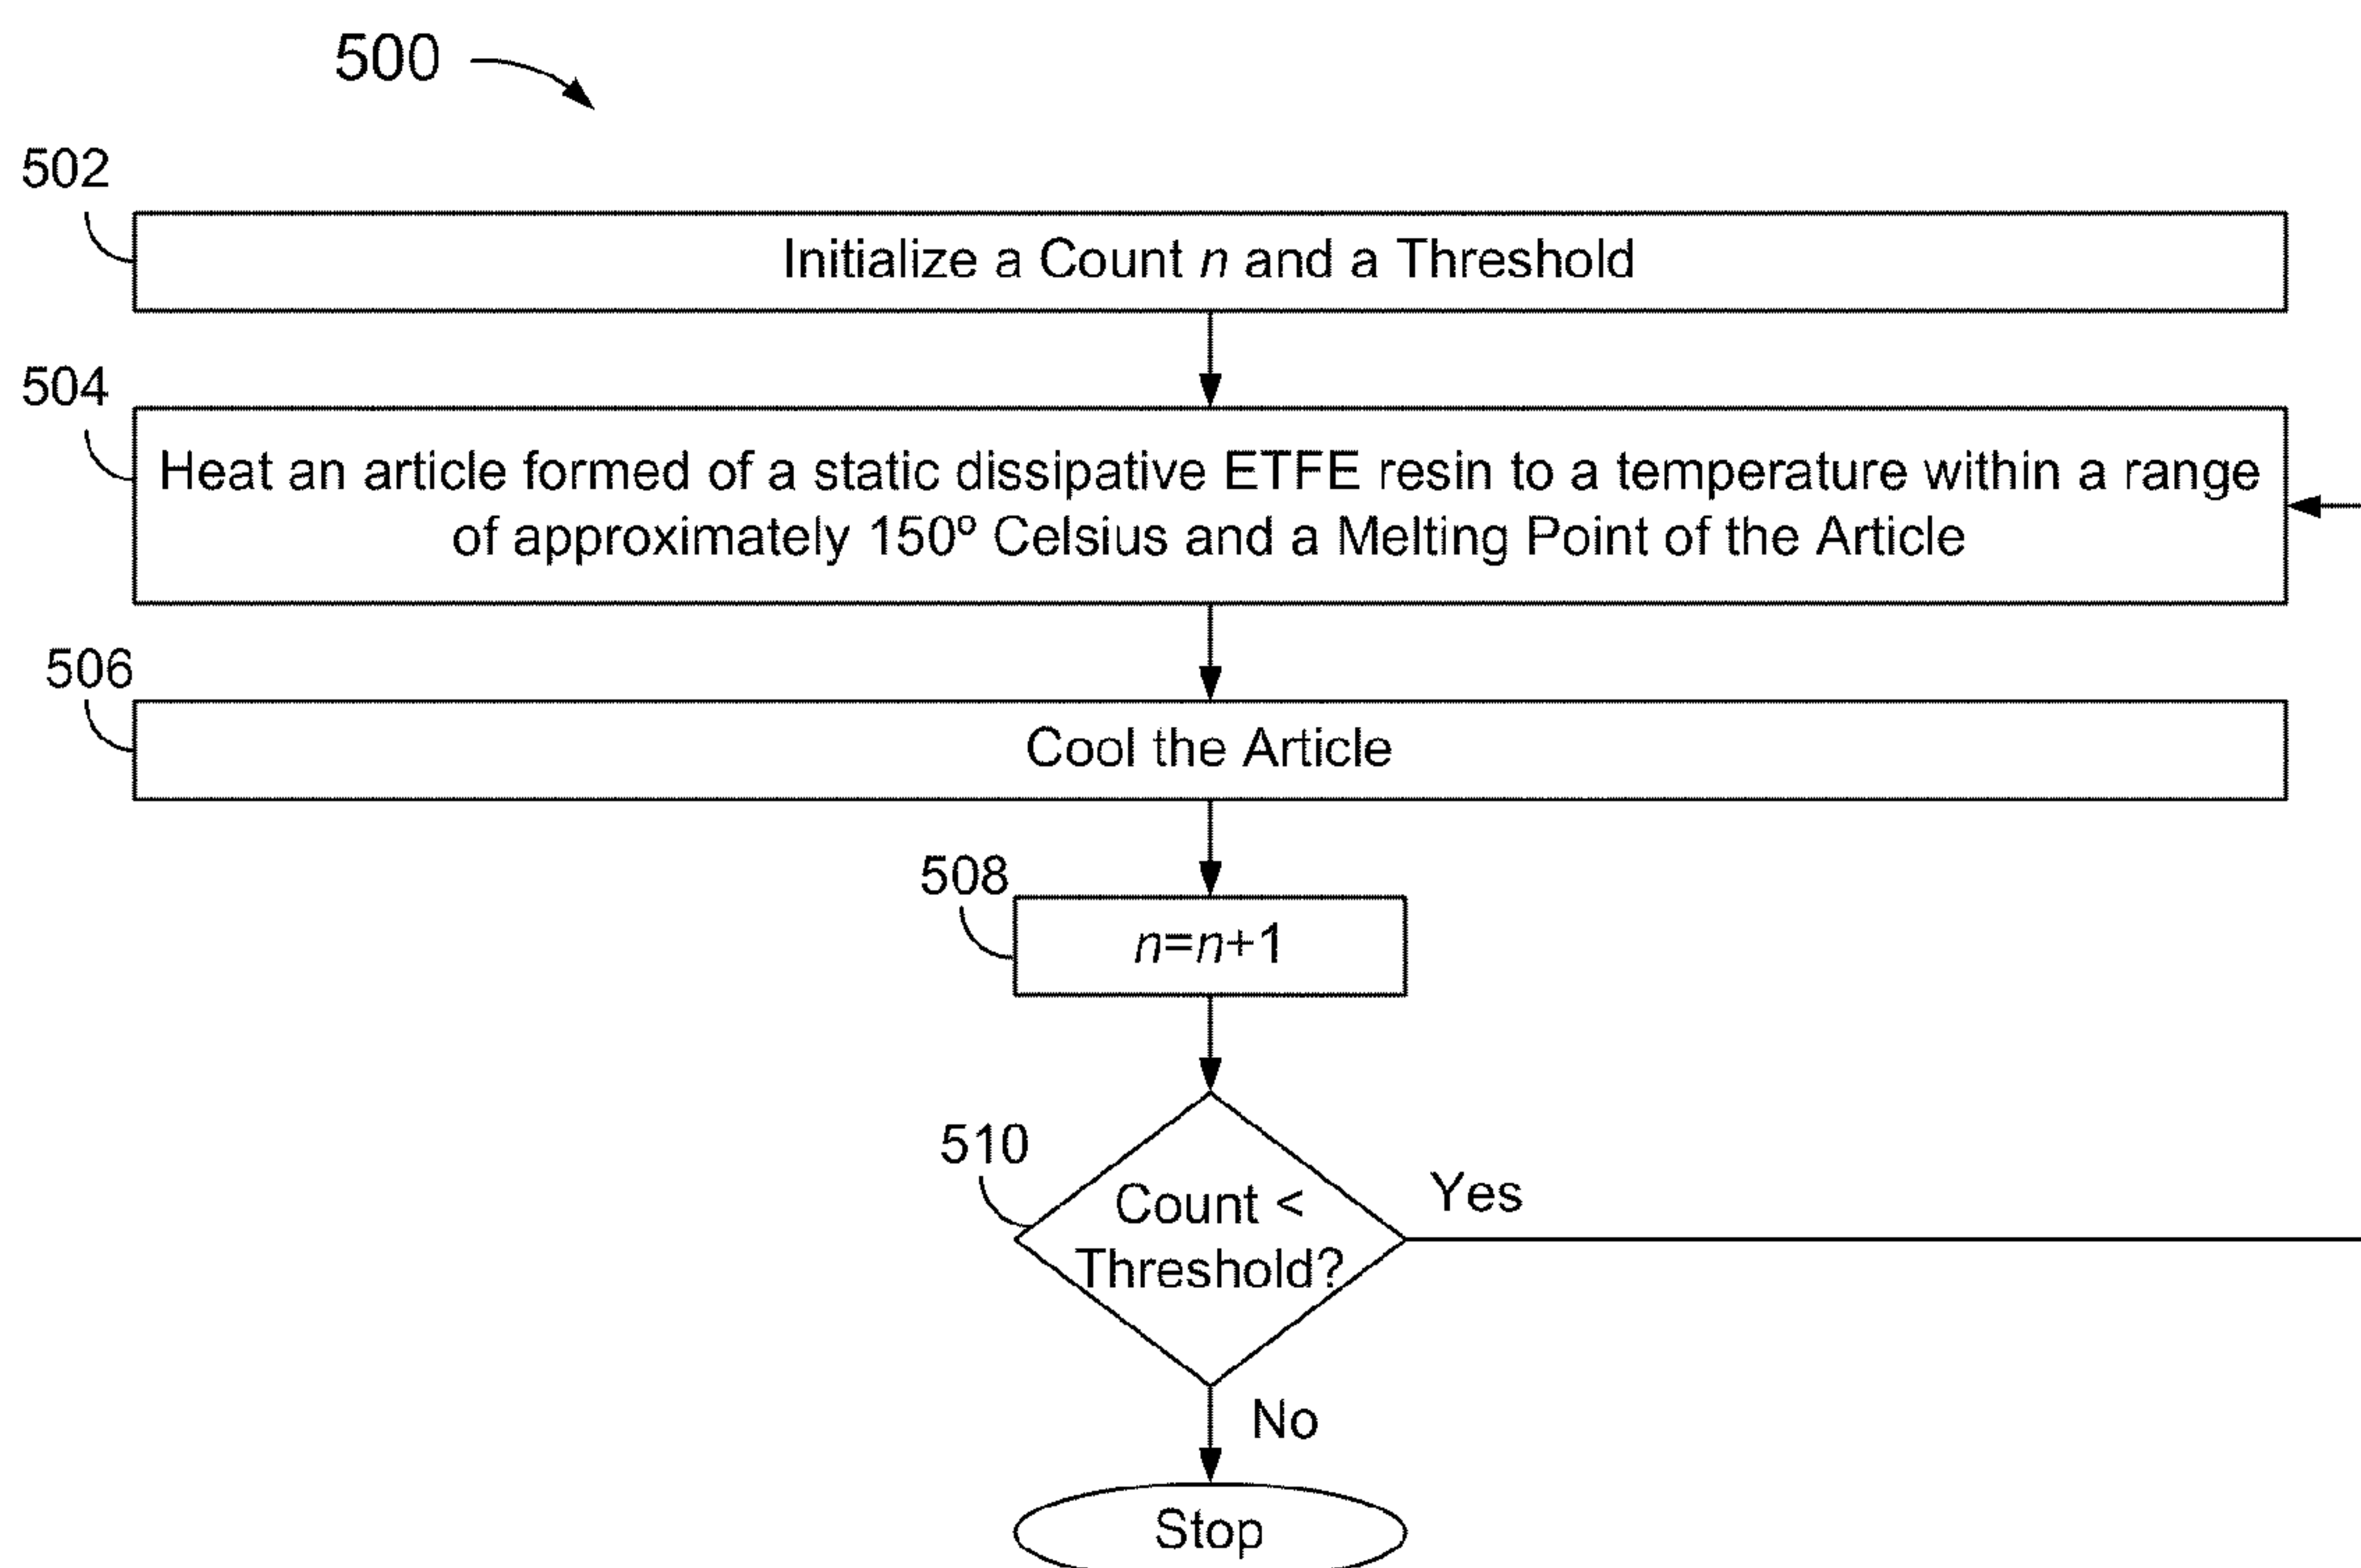 500
502
Initialize a Count n and a Threshold
504
Heat an article formed of a static dissipative ETFE resin to a temperature within a range
of approximately 150º Celsius and a Melting Point of the Article
506
Cool the Article
508
n=n+1
510
Count <
Threshold?
Yes
No
Stop